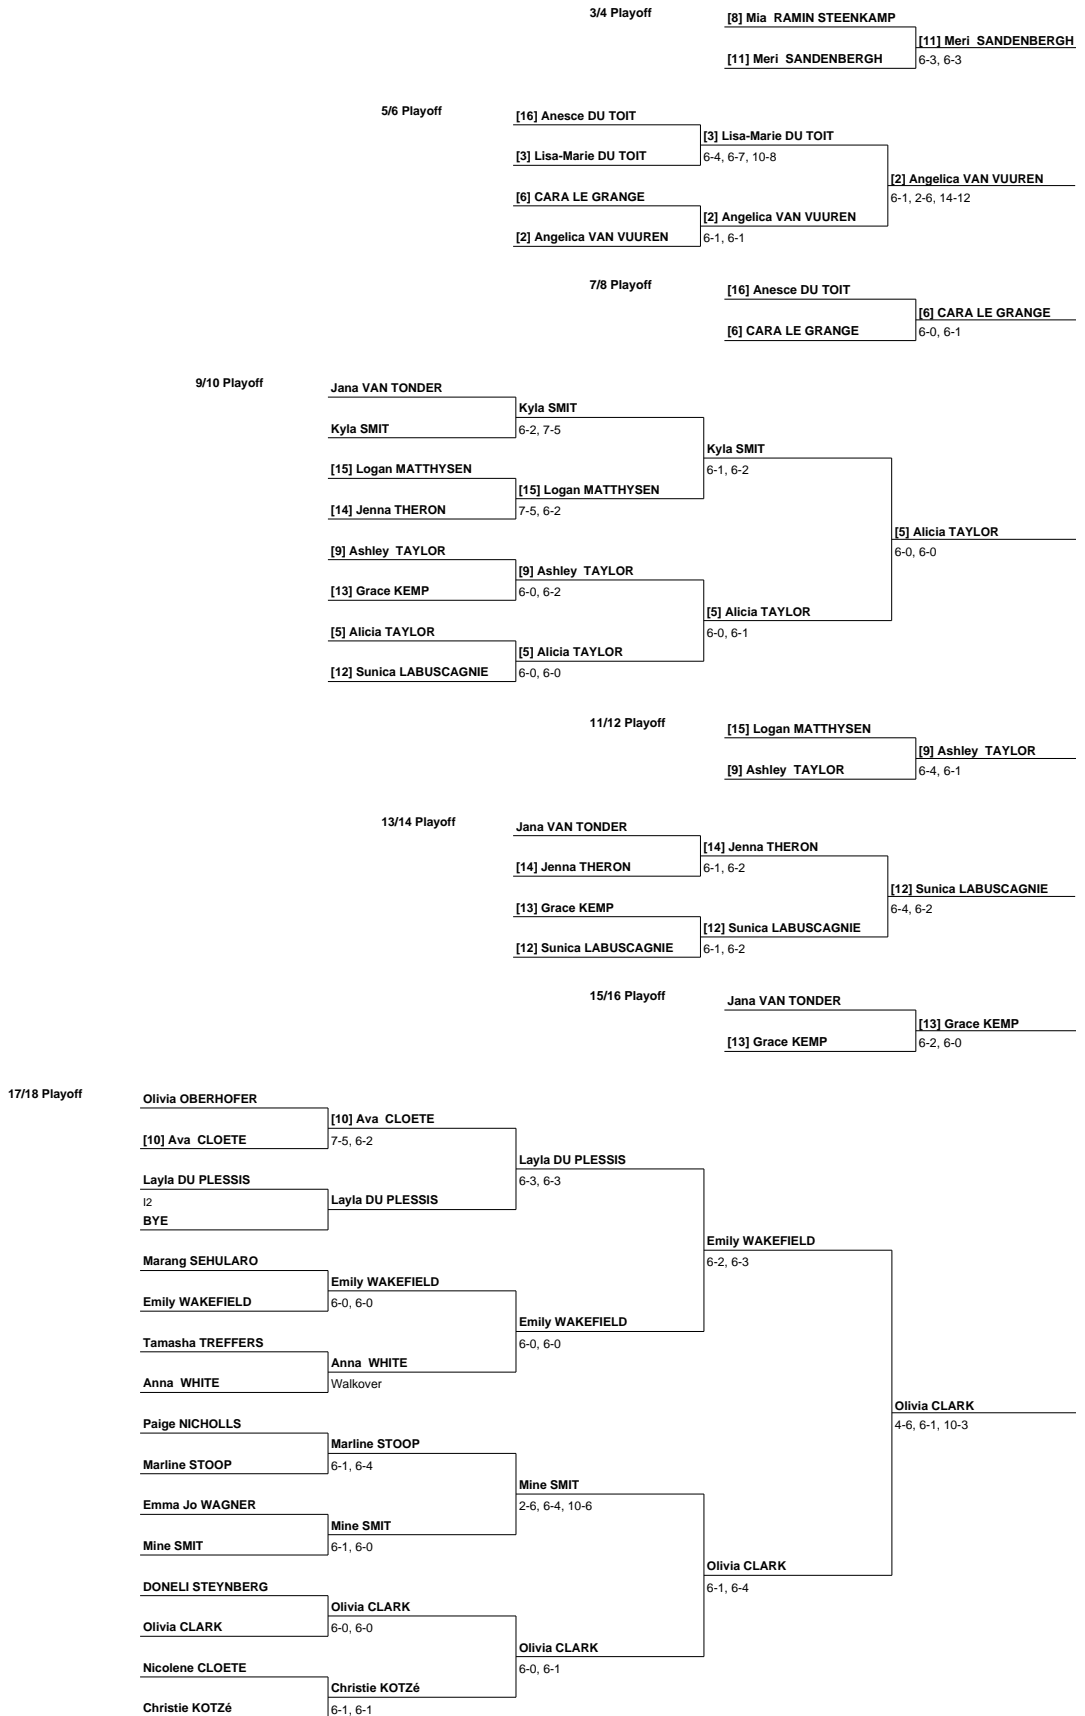 3/4 Playoff
[8] Mia  RAMIN STEENKAMP
[11] Meri  SANDENBERGH
[11] Meri  SANDENBERGH
6-3, 6-3
5/6 Playoff
[16] Anesce DU TOIT
[3] Lisa-Marie DU TOIT
[3] Lisa-Marie DU TOIT
6-4, 6-7, 10-8
[2] Angelica VAN VUUREN
[6] CARA LE GRANGE
6-1, 2-6, 14-12
[2] Angelica VAN VUUREN
[2] Angelica VAN VUUREN
6-1, 6-1
7/8 Playoff
[16] Anesce DU TOIT
[6] CARA LE GRANGE
[6] CARA LE GRANGE
6-0, 6-1
9/10 Playoff
Jana VAN TONDER
Kyla SMIT
Kyla SMIT
6-2, 7-5
Kyla SMIT
[15] Logan MATTHYSEN
6-1, 6-2
[15] Logan MATTHYSEN
[14] Jenna THERON
7-5, 6-2
[5] Alicia TAYLOR
[9] Ashley  TAYLOR
6-0, 6-0
[9] Ashley  TAYLOR
[13] Grace KEMP
6-0, 6-2
[5] Alicia TAYLOR
[5] Alicia TAYLOR
6-0, 6-1
[5] Alicia TAYLOR
[12] Sunica LABUSCAGNIE
6-0, 6-0
11/12 Playoff
[15] Logan MATTHYSEN
[9] Ashley  TAYLOR
[9] Ashley  TAYLOR
6-4, 6-1
13/14 Playoff
Jana VAN TONDER
[14] Jenna THERON
[14] Jenna THERON
6-1, 6-2
[12] Sunica LABUSCAGNIE
[13] Grace KEMP
6-4, 6-2
[12] Sunica LABUSCAGNIE
[12] Sunica LABUSCAGNIE
6-1, 6-2
15/16 Playoff
Jana VAN TONDER
[13] Grace KEMP
[13] Grace KEMP
6-2, 6-0
17/18 Playoff
Olivia OBERHOFER
[10] Ava  CLOETE
[10] Ava  CLOETE
7-5, 6-2
Layla DU PLESSIS
Layla DU PLESSIS
6-3, 6-3
I2
Layla DU PLESSIS
BYE
Emily WAKEFIELD
Marang SEHULARO
6-2, 6-3
Emily WAKEFIELD
Emily WAKEFIELD
6-0, 6-0
Emily WAKEFIELD
Tamasha TREFFERS
6-0, 6-0
Anna  WHITE
Anna  WHITE
Walkover
Olivia CLARK
Paige NICHOLLS
4-6, 6-1, 10-3
Marline STOOP
Marline STOOP
6-1, 6-4
Mine SMIT
Emma Jo WAGNER
2-6, 6-4, 10-6
Mine SMIT
Mine SMIT
6-1, 6-0
Olivia CLARK
DONELI STEYNBERG
6-1, 6-4
Olivia CLARK
Olivia CLARK
6-0, 6-0
Olivia CLARK
Nicolene CLOETE
6-0, 6-1
Christie KOTZé
Christie KOTZé
6-1, 6-1